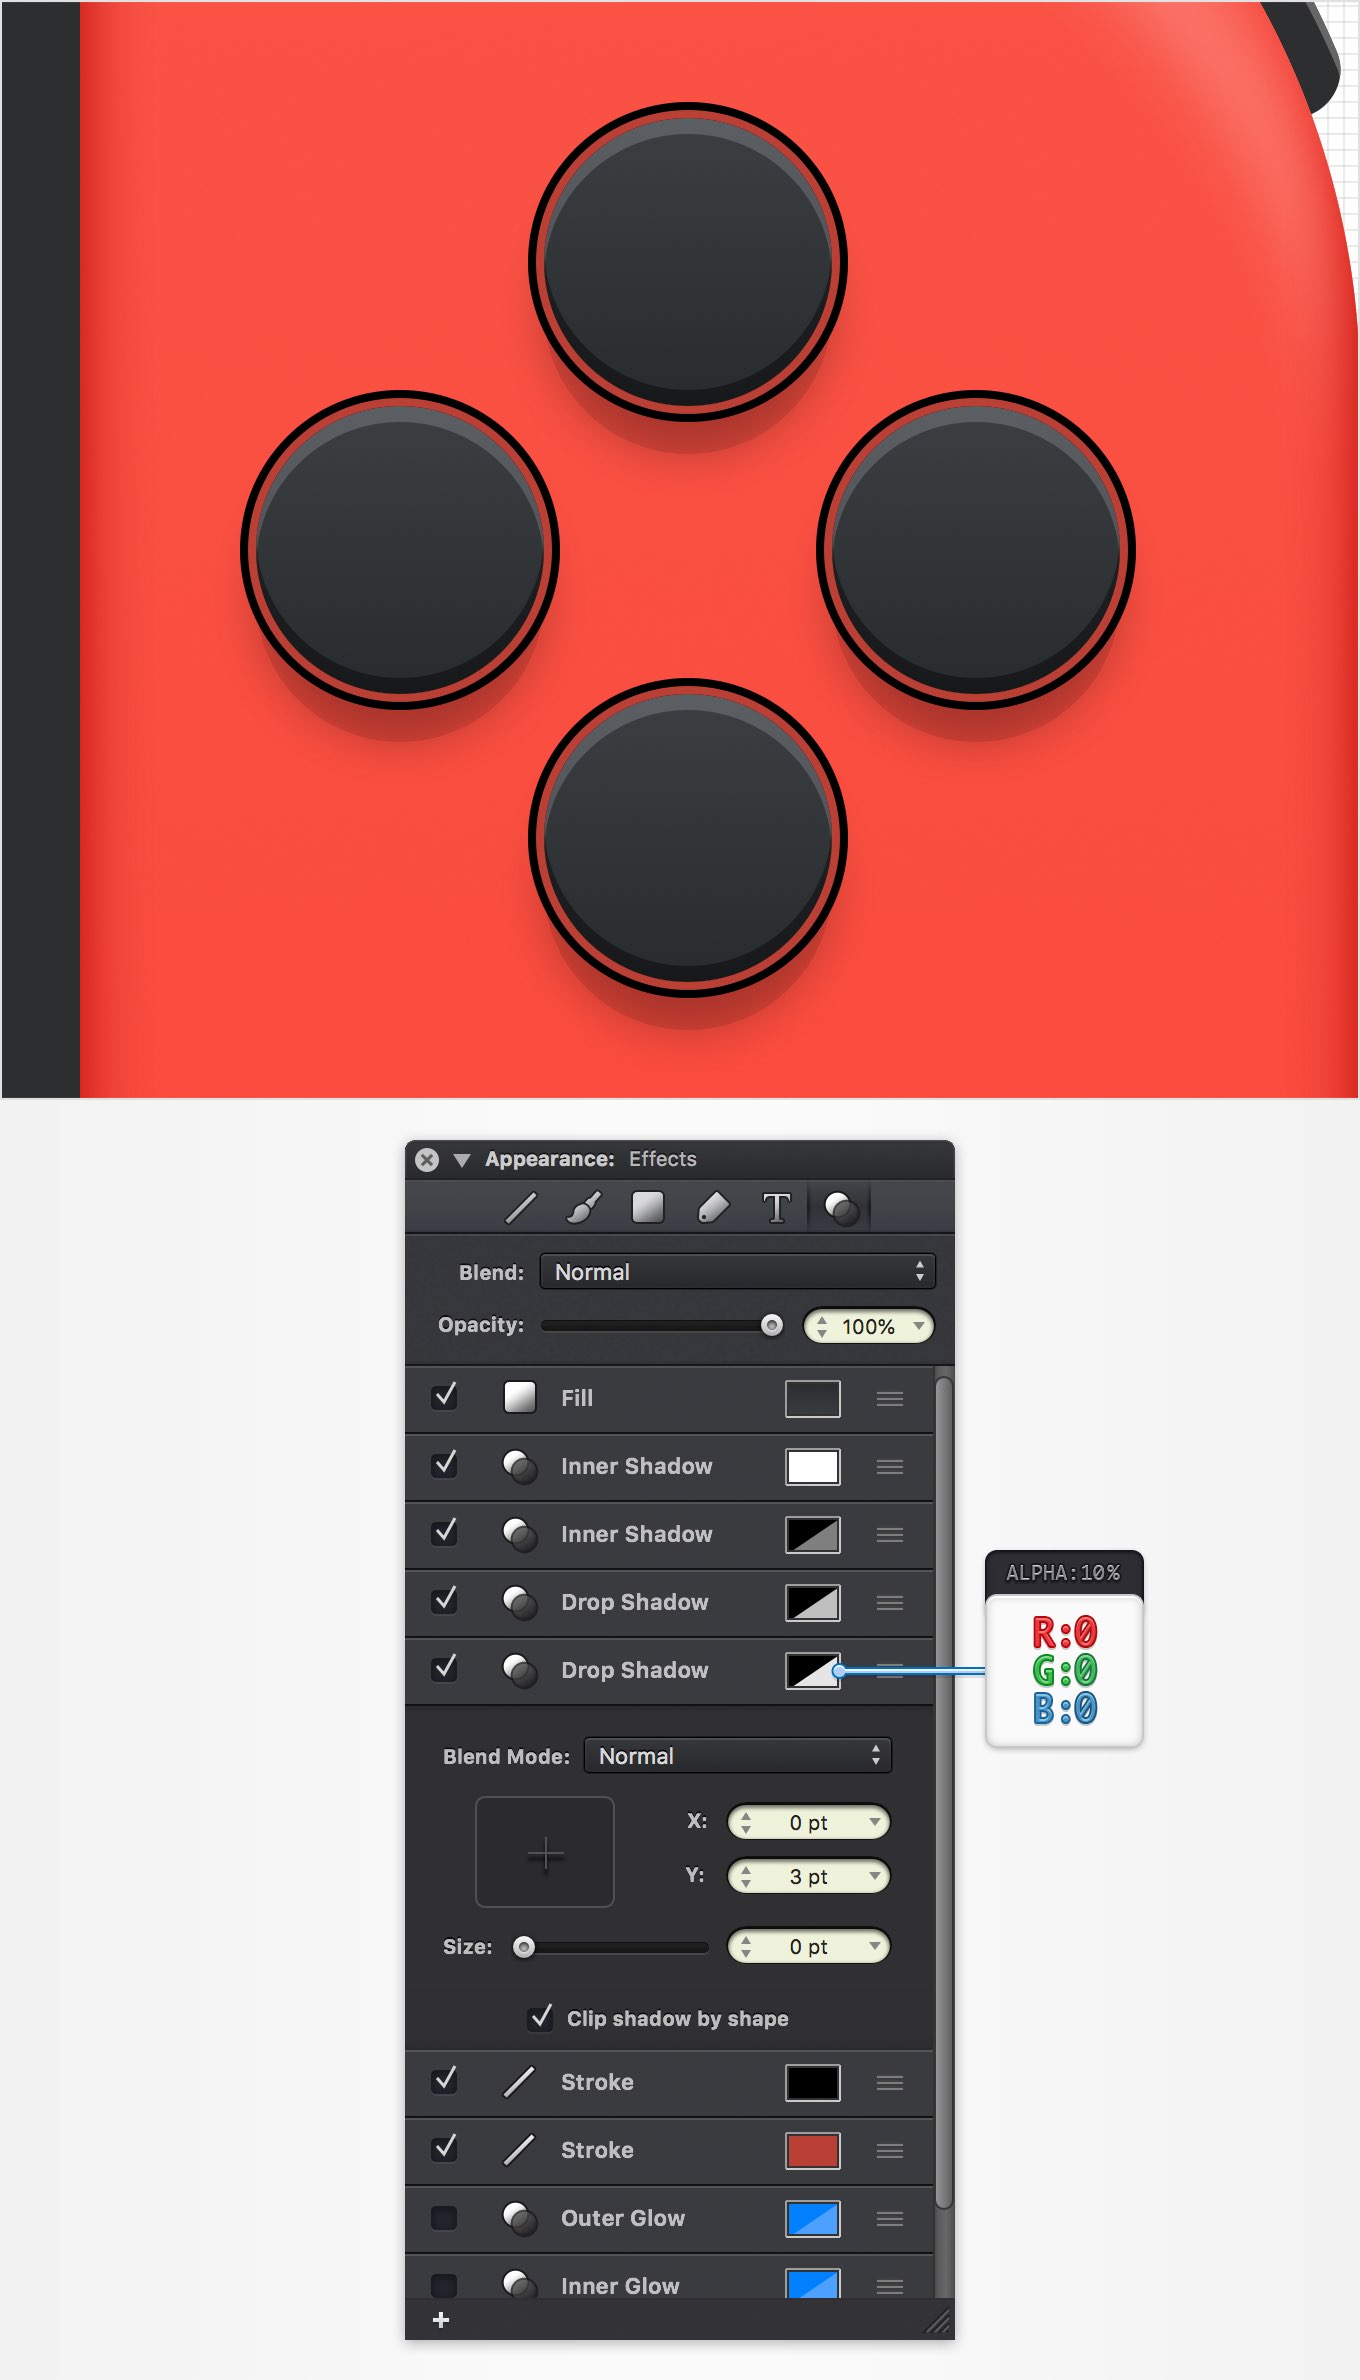 Appearance: Effects
T
Blend: Normal
Opacity: 100%
Fill
Inner Shadow
Inner Shadow
Drop Shadow
Drop Shadow
ALPHA:10%
R:0
G:0
B:0
Blend Mode: Normal
X: 0 pt
Y: 3 pt
Size: 0 pt
Clip shadow by shape
Stroke
Stroke
Outer Glow
Inner Glow
+